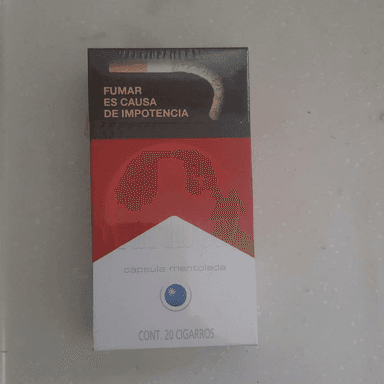 FUMAR
ES CAUSA
DE IMPOTENCIA
cápsula mentolada
CONT. 20 CIGARROS